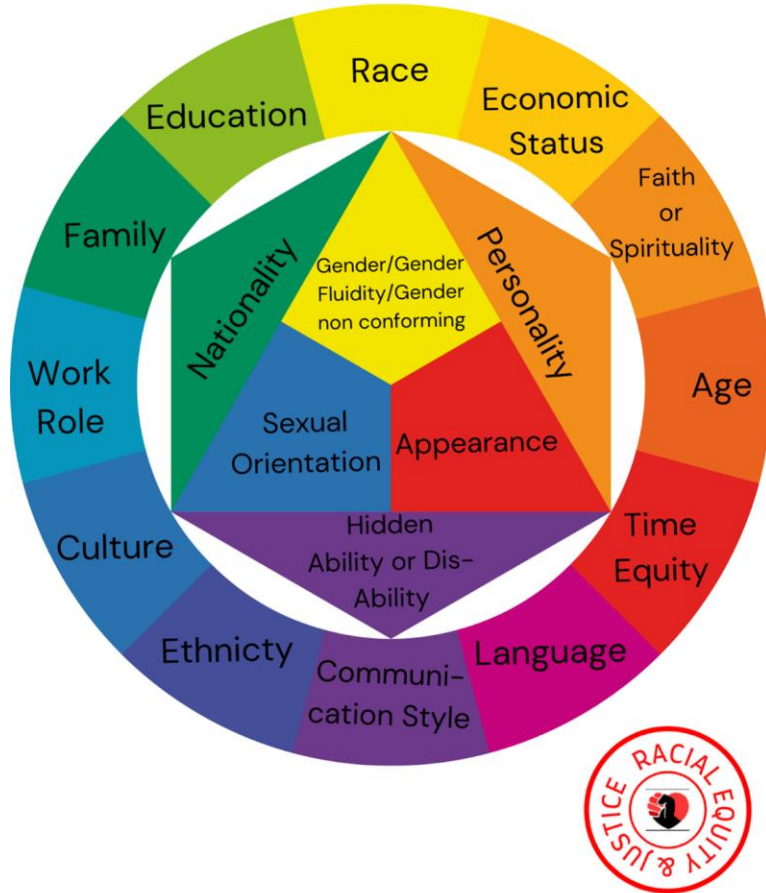 Race
Economic
Status
Faith
or
Spirituality
Age
Time
Equity
Language
Communi-
cation Style
Ethnicty
Culture
Work
Role
Family
Education
Nationality
Gender/Gender
Fluidity/Gender
non conforming
Personality
Sexual
Orientation
Appearance
Hidden
Ability or Dis-
Ability
RACIAL EQUITY & JUSTICE